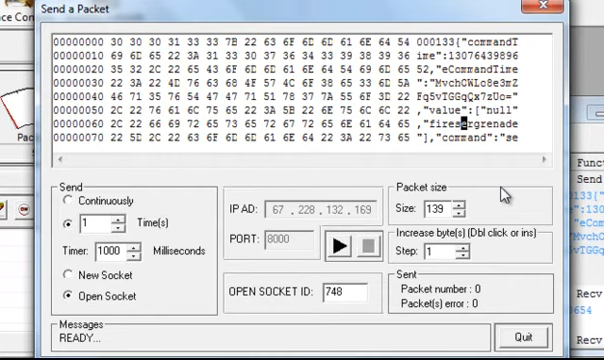 Send a Packet
ce Con
00000000 30 30 30 31 33 33 7B 22 63 6F 6D 6D 61 6E 64 54 000133{"commandT
00000010 69 6D 65 22 3A 31 33 30 37 36 34 33 39 38 39 36 ime":13076439896
00000020 35 32 2C 22 65 43 6F 6D 6D 61 6E 64 54 69 6D 65 52,"eCommandTime
00000030 22 3A 22 4D 76 63 68 4F 57 4C 6F 38 65 33 6D 5A ":"MvchOWLo8e3mZ
00000040 46 71 35 76 54 47 47 71 51 78 37 7A 55 6F 3D 22 Fq5vTGGqQx7zUo="
00000050 2C 22 76 61 6C 75 65 22 3A 5B 22 6E 75 6C 6C 22 ,"value":["null"
00000060 2C 22 66 69 72 65 73 65 72 67 72 65 6E 61 64 65 ,"firesergrenade
00000070 22 5D 2C 22 63 6F 6D 6D 61 6E 64 22 3A 22 73 65 "],"command":"se
Send
Continuously
1 Time(s)
Timer: 1000 Milliseconds
New Socket
Open Socket
IP AD: 67 . 228 . 132 . 169
PORT: 8000
OPEN SOCKET ID: 748
Packet size
Size: 139
Increase byte(s) (Dbl click or ins)
Step: 1
Sent
Packet number : 0
Packet(s) error : 0
Messages
READY...
Quit
Funct
Send
Recv
0654
Recv